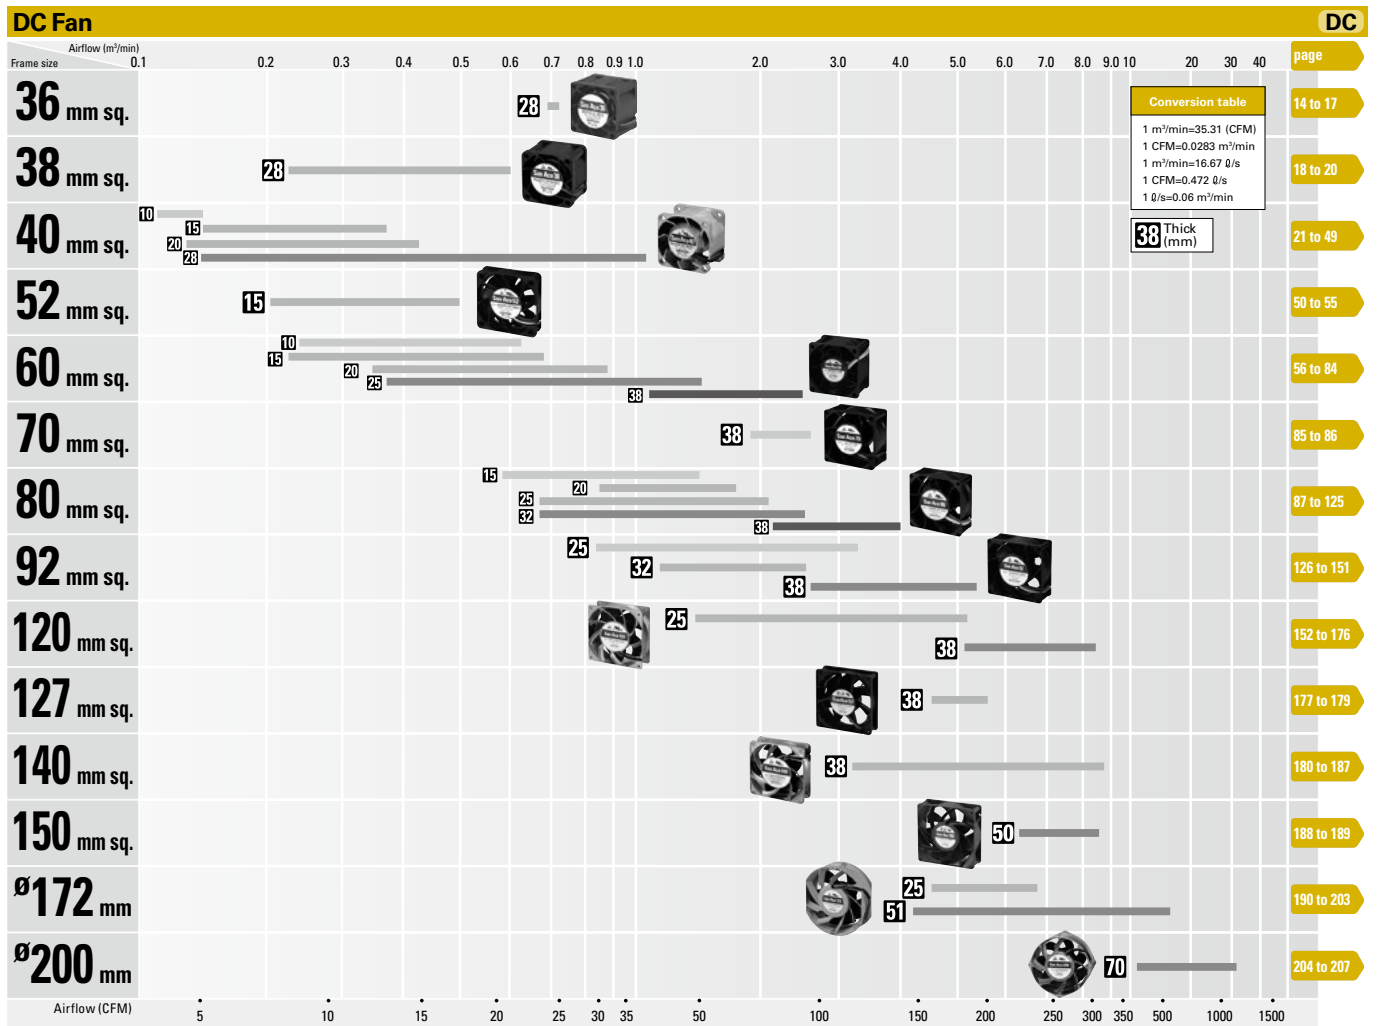 DC Fan
DC
Airflow (m³/min)
Frame size
0.1 0.2 0.3 0.4 0.5 0.6 0.7 0.8 0.9 1.0 2.0 3.0 4.0 5.0 6.0 7.0 8.0 9.0 10 20 30 40
page
36 mm sq.
28
14 to 17
Conversion table
1 m³/min=35.31 (CFM)
1 CFM=0.0283 m³/min
1 m³/min=16.67 ℓ/s
1 CFM=0.472 ℓ/s
1 ℓ/s=0.06 m³/min
38 Thick
(mm)
38 mm sq.
28
18 to 20
40 mm sq.
10
15
20
28
21 to 49
52 mm sq.
15
50 to 55
60 mm sq.
10
15
20
25
38
56 to 84
70 mm sq.
38
85 to 86
80 mm sq.
15
20
25
32
38
87 to 125
92 mm sq.
25
32
38
126 to 151
120 mm sq.
25
38
152 to 176
127 mm sq.
38
177 to 179
140 mm sq.
38
180 to 187
150 mm sq.
50
188 to 189
ø172 mm
25
51
190 to 203
ø200 mm
70
204 to 207
Airflow (CFM)
5 10 15 20 25 30 35 50 100 150 200 250 300 350 500 1000 1500